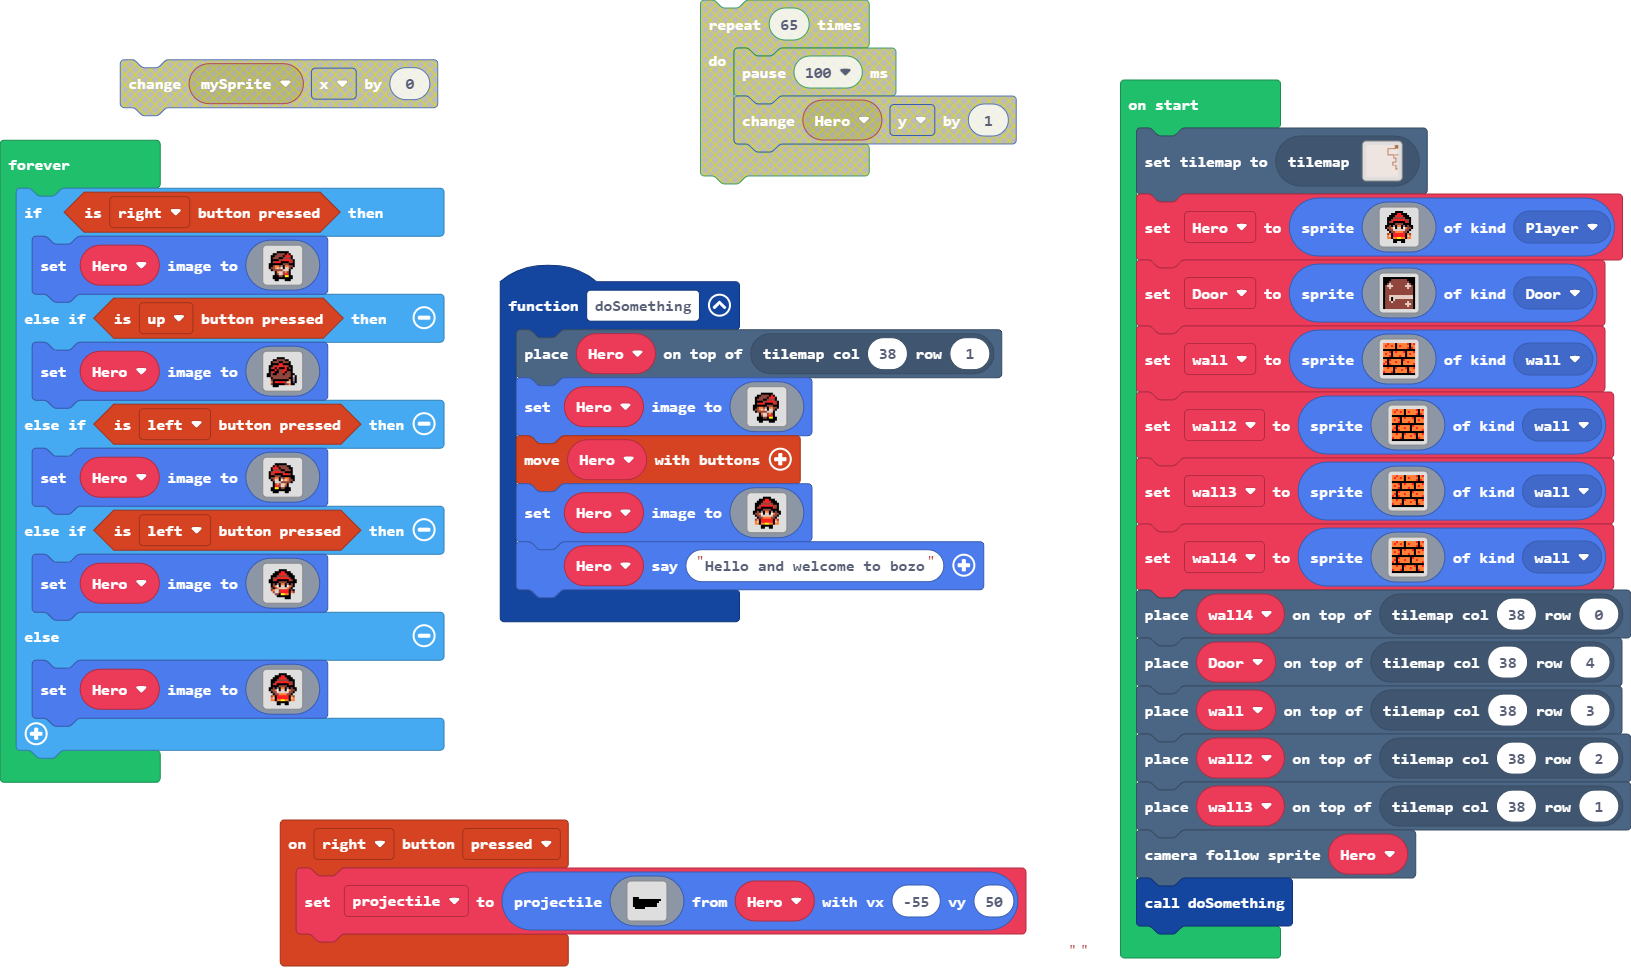 change mySprite x by 0
repeat 65 times
do
pause 100 ms
change Hero y by 1
forever
if is right button pressed then
set Hero image to
else if is up button pressed then
set Hero image to
else if is left button pressed then
set Hero image to
else if is left button pressed then
set Hero image to
else
set Hero image to
function doSomething
place Hero on top of tilemap col 38 row 1
set Hero image to
move Hero with buttons
set Hero image to
Hero say "Hello and welcome to bozo"
on right button pressed
set projectile to projectile from Hero with vx -55 vy 50
" "
on start
set tilemap to tilemap
set Hero to sprite of kind Player
set Door to sprite of kind Door
set wall to sprite of kind wall
set wall2 to sprite of kind wall
set wall3 to sprite of kind wall
set wall4 to sprite of kind wall
place wall4 on top of tilemap col 38 row 0
place Door on top of tilemap col 38 row 4
place wall on top of tilemap col 38 row 3
place wall2 on top of tilemap col 38 row 2
place wall3 on top of tilemap col 38 row 1
camera follow sprite Hero
call doSomething